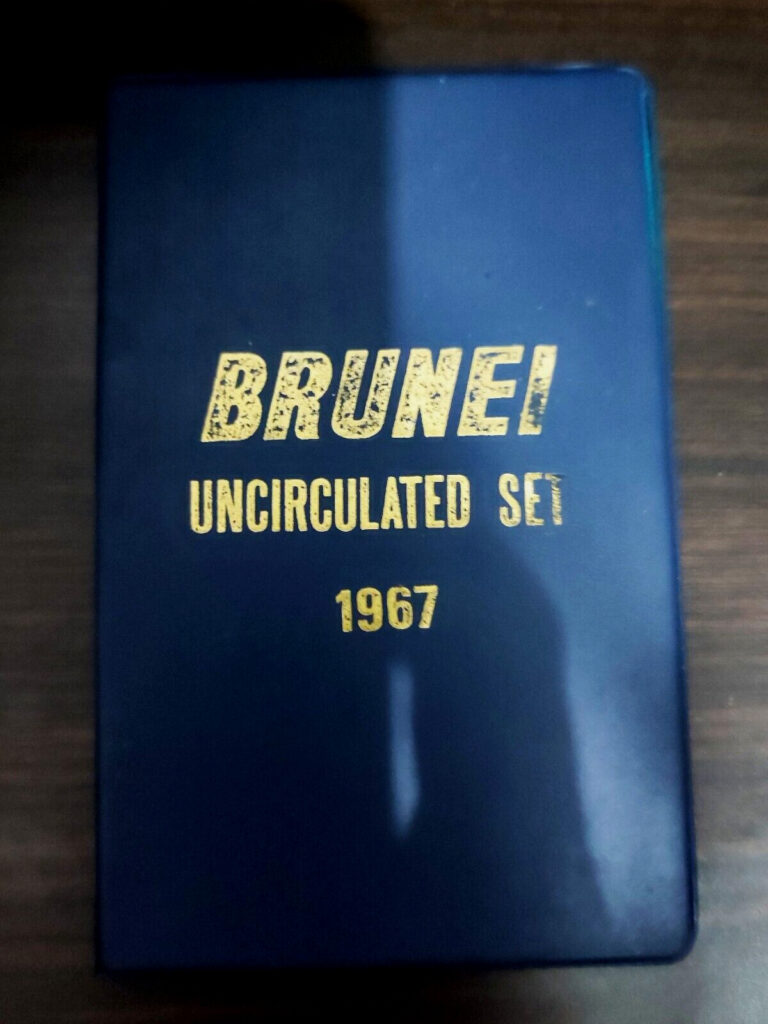 BRUNEI
UNCIRCULATED SET
1967